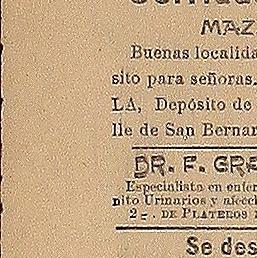 MAZ
Buenas localida
sito para señoras.
LA, Depósito de
lle de San Bernar
DR. F. GRE
Especialista en enfer
nito Urinarios y afecc
2-. DE PLATEROS
Se des